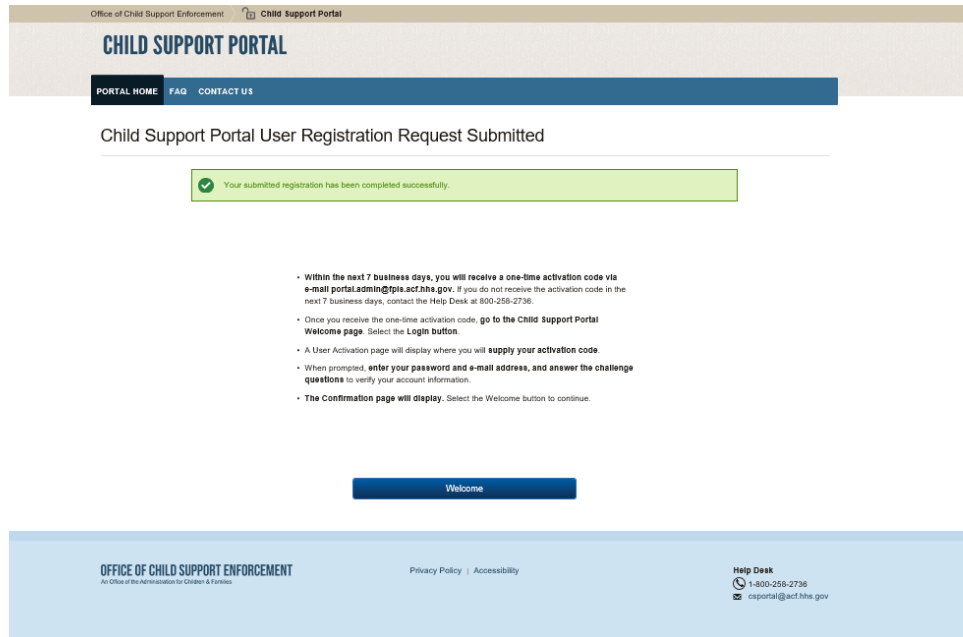 Office of Child Support Enforcement Child Support Portal
CHILD SUPPORT PORTAL
PORTAL HOME FAQ CONTACT US
Child Support Portal User Registration Request Submitted
Your submitted registration has been completed successfully.
• Within the next 7 business days, you will receive a one-time activation code via
e-mail portal.admin@fpls.acf.hhs.gov. If you do not receive the activation code in the
next 7 business days, contact the Help Desk at 800-258-2736.
• Once you receive the one-time activation code, go to the Child Support Portal
Welcome page. Select the Login button.
• A User Activation page will display where you will supply your activation code.
• When prompted, enter your password and e-mail address, and answer the challenge
questions to verify your account information.
• The Confirmation page will display. Select the Welcome button to continue.
Welcome
OFFICE OF CHILD SUPPORT ENFORCEMENT
An Office of the Administration for Children & Families
Privacy Policy | Accessibility
Help Desk
1-800-258-2736
csportal@acf.hhs.gov